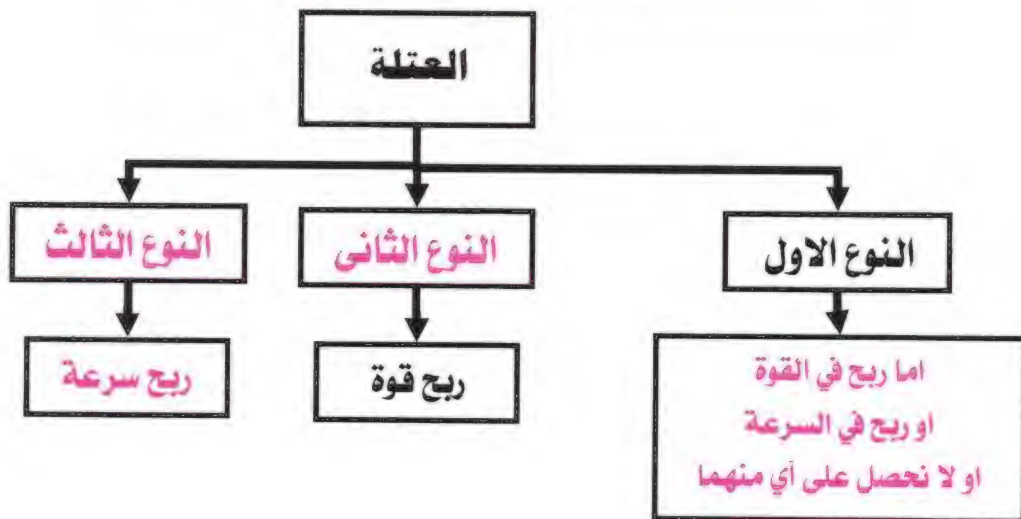 العتلة
النوع الاول
النوع الثانى
النوع الثالث
اما ربح في القوة
او ربح في السرعة
او لا نحصل على أي منهما
ربح قوة
ربح سرعة